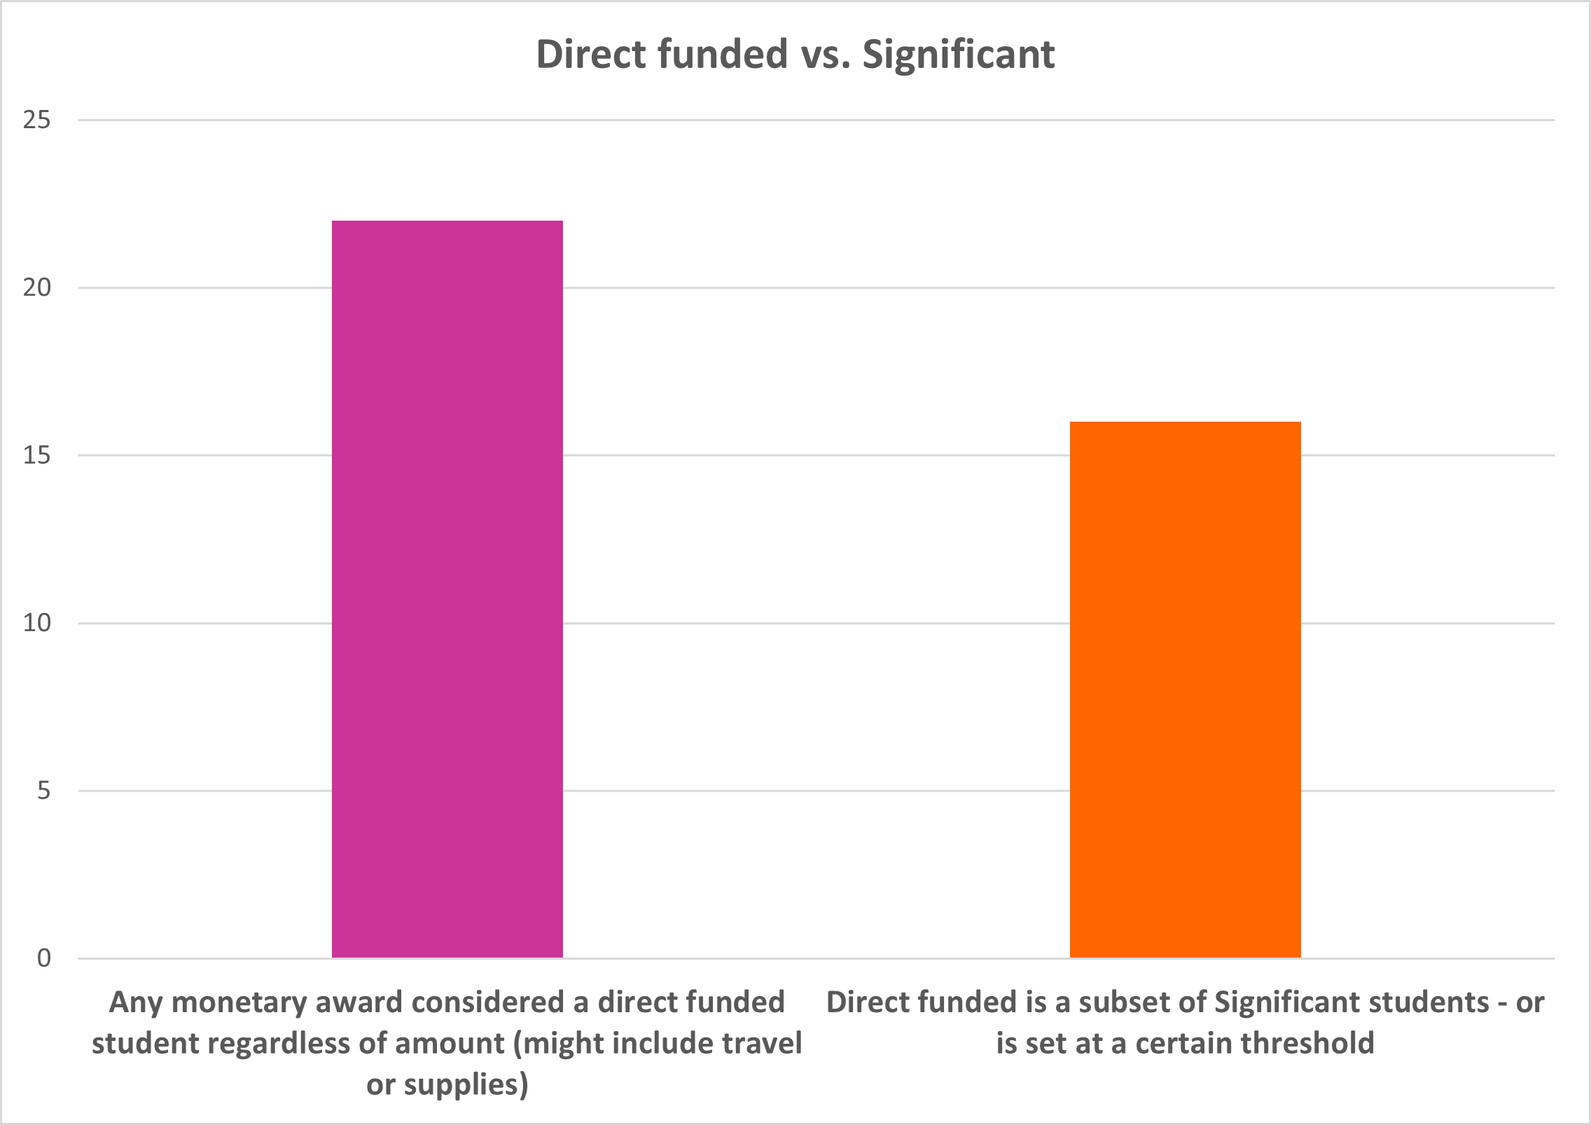 Direct funded vs. Significant
25
20
15
10
5
0
Any monetary award considered a direct funded
student regardless of amount (might include travel
or supplies)
Direct funded is a subset of Significant students - or
is set at a certain threshold